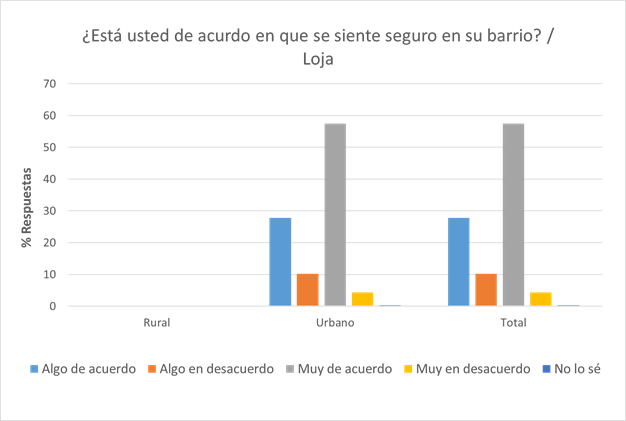 ¿Está usted de acurdo en que se siente seguro en su barrio? /
Loja
70
60
50
40
30
20
10
0
% Respuestas
Rural
Urbano
Total
Algo de acuerdo
Algo en desacuerdo
Muy de acuerdo
Muy en desacuerdo
No lo sé